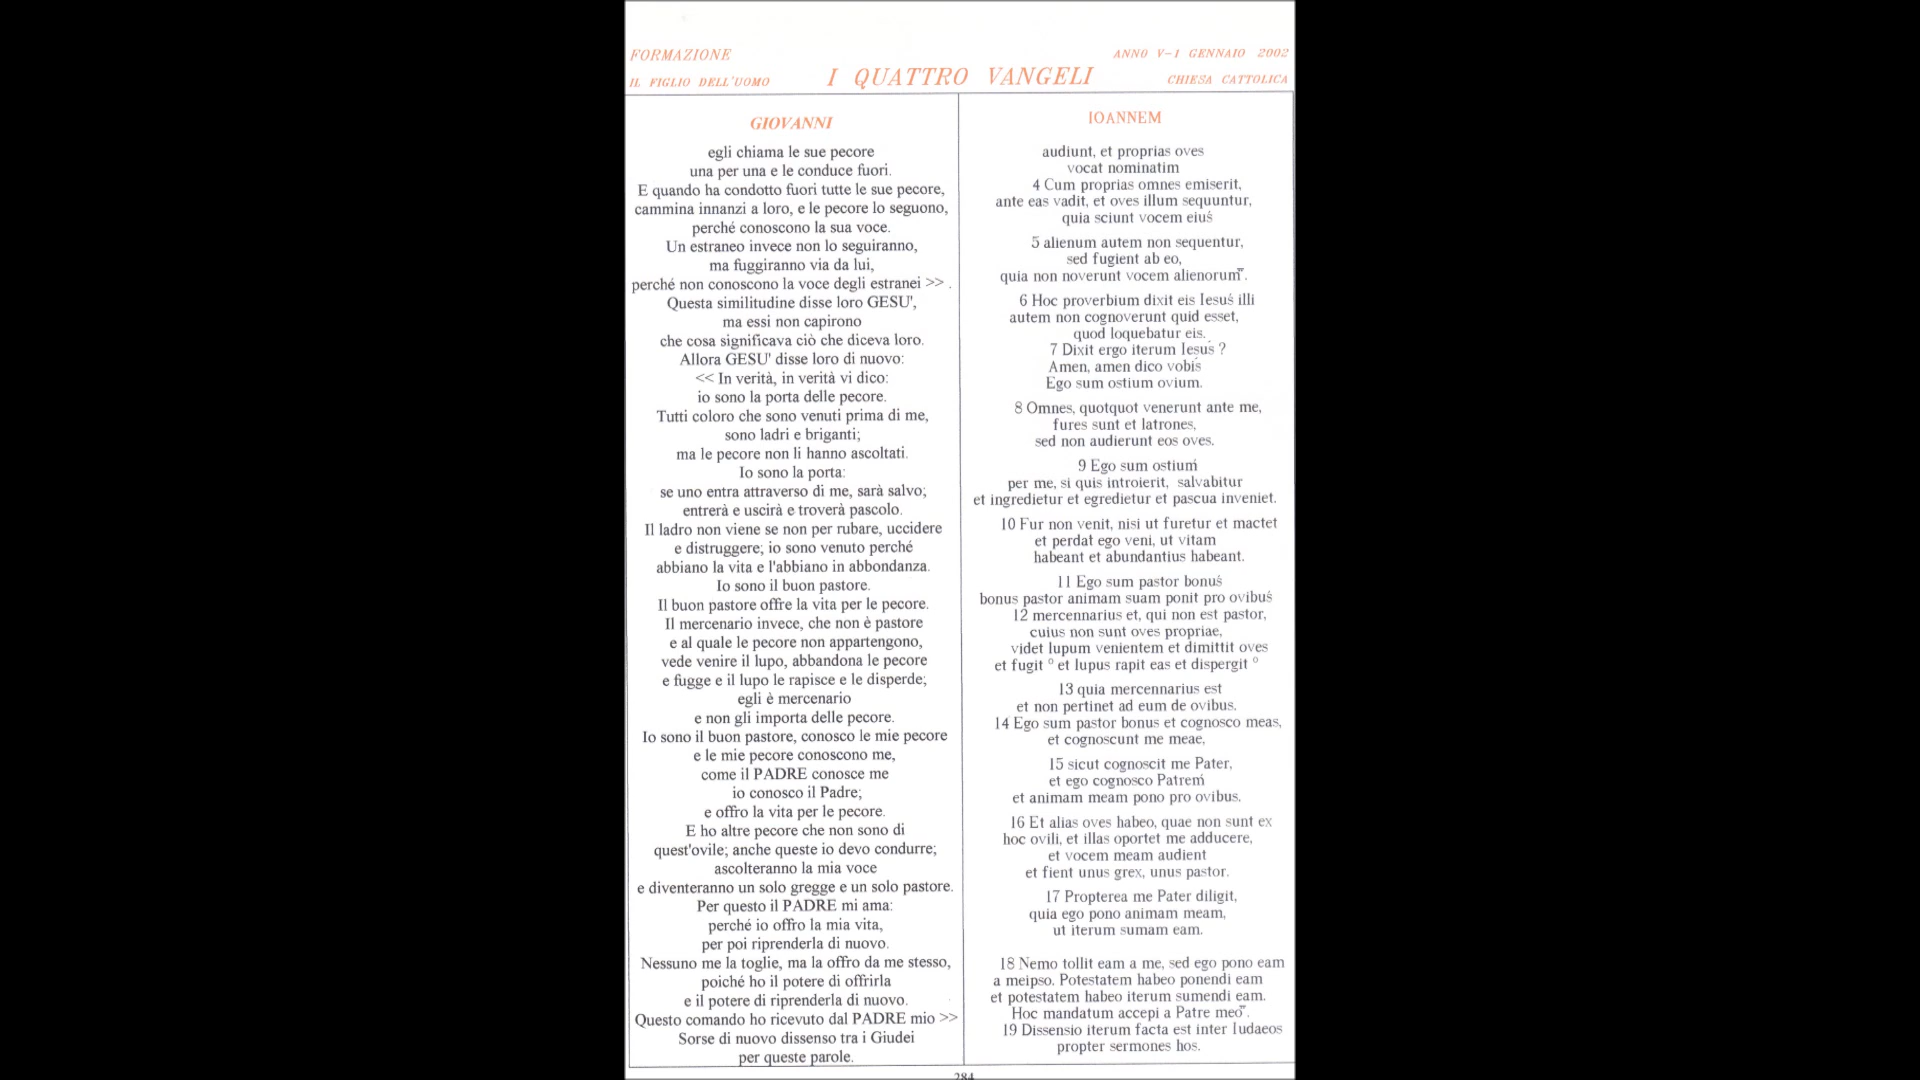 FORMAZIONE
ANNO V-1 GENNAIO 2002
IL FIGLIO DELL'UOMO
I QUATTRO VANGELI
CHIESA CATTOLICA
GIOVANNI
egli chiama le sue pecore
una per una e le conduce fuori.
E quando ha condotto fuori tutte le sue pecore,
cammina innanzi a loro, e le pecore lo seguono,
perché conoscono la sua voce.
Un estraneo invece non lo seguiranno,
ma fuggiranno via da lui,
perché non conoscono la voce degli estranei >> .
Questa similitudine disse loro GESU',
ma essi non capirono
che cosa significava ciò che diceva loro.
Allora GESU' disse loro di nuovo:
<< In verità, in verità vi dico:
io sono la porta delle pecore.
Tutti coloro che sono venuti prima di me,
sono ladri e briganti;
ma le pecore non li hanno ascoltati.
Io sono la porta:
se uno entra attraverso di me, sarà salvo;
entrerà e uscirà e troverà pascolo.
Il ladro non viene se non per rubare, uccidere
e distruggere; io sono venuto perché
abbiano la vita e l'abbiano in abbondanza.
Io sono il buon pastore.
Il buon pastore offre la vita per le pecore.
Il mercenario invece, che non è pastore
e al quale le pecore non appartengono,
vede venire il lupo, abbandona le pecore
e fugge e il lupo le rapisce e le disperde;
egli è mercenario
e non gli importa delle pecore.
Io sono il buon pastore, conosco le mie pecore
e le mie pecore conoscono me,
come il PADRE conosce me
io conosco il Padre;
e offro la vita per le pecore.
E ho altre pecore che non sono di
quest'ovile; anche queste io devo condurre;
ascolteranno la mia voce
e diventeranno un solo gregge e un solo pastore.
Per questo il PADRE mi ama:
perché io offro la mia vita,
per poi riprenderla di nuovo.
Nessuno me la toglie, ma la offro da me stesso,
poiché ho il potere di offrirla
e il potere di riprenderla di nuovo.
Questo comando ho ricevuto dal PADRE mio >>
Sorse di nuovo dissenso tra i Giudei
per queste parole.
IOANNEM
audiunt, et proprias oves
vocat nominatim
4 Cum proprias omnes emiserit,
ante eas vadit, et oves illum sequuntur,
quia sciunt vocem eiuś
5 alienum autem non sequentur,
sed fugient ab eo,
quia non noverunt vocem alienorum".
6 Hoc proverbium dixit eis Iesuś illi
autem non cognoverunt quid esset,
quod loquebatur eis.
7 Dixit ergo iterum Iesuś ?
Amen, amen dico vobiś
Ego sum ostium ovium.
8 Omnes, quotquot venerunt ante me,
fures sunt et latrones,
sed non audierunt eos oves.
9 Ego sum ostiuḿ
per me, si quis introierit, salvabitur
et ingredietur et egredietur et pascua inveniet.
10 Fur non venit, nisi ut furetur et mactet
et perdat ego veni, ut vitam
habeant et abundantius habeant.
11 Ego sum pastor bonuś
bonus pastor animam suam ponit pro ovibuś
12 mercennarius et, qui non est pastor,
cuius non sunt oves propriae,
videt lupum venientem et dimittit oves
et fugit ° et lupus rapit eas et dispergit °
13 quia mercennarius est
et non pertinet ad eum de ovibus.
14 Ego sum pastor bonus et cognosco meas,
et cognoscunt me meae,
15 sicut cognoscit me Pater,
et ego cognosco Patreḿ
et animam meam pono pro ovibus.
16 Et alias oves habeo, quae non sunt ex
hoc ovili, et illas oportet me adducere,
et vocem meam audient
et fient unus grex, unus pastor.
17 Propterea me Pater diligit,
quia ego pono animam meam,
ut iterum sumam eam.
18 Nemo tollit eam a me, sed ego pono eam
a meipso. Potestatem habeo ponendi eam
et potestatem habeo iterum sumendi eam.
Hoc mandatum accepi a Patre meo".
19 Dissensio iterum facta est inter Iudaeos
propter sermones hos.
284